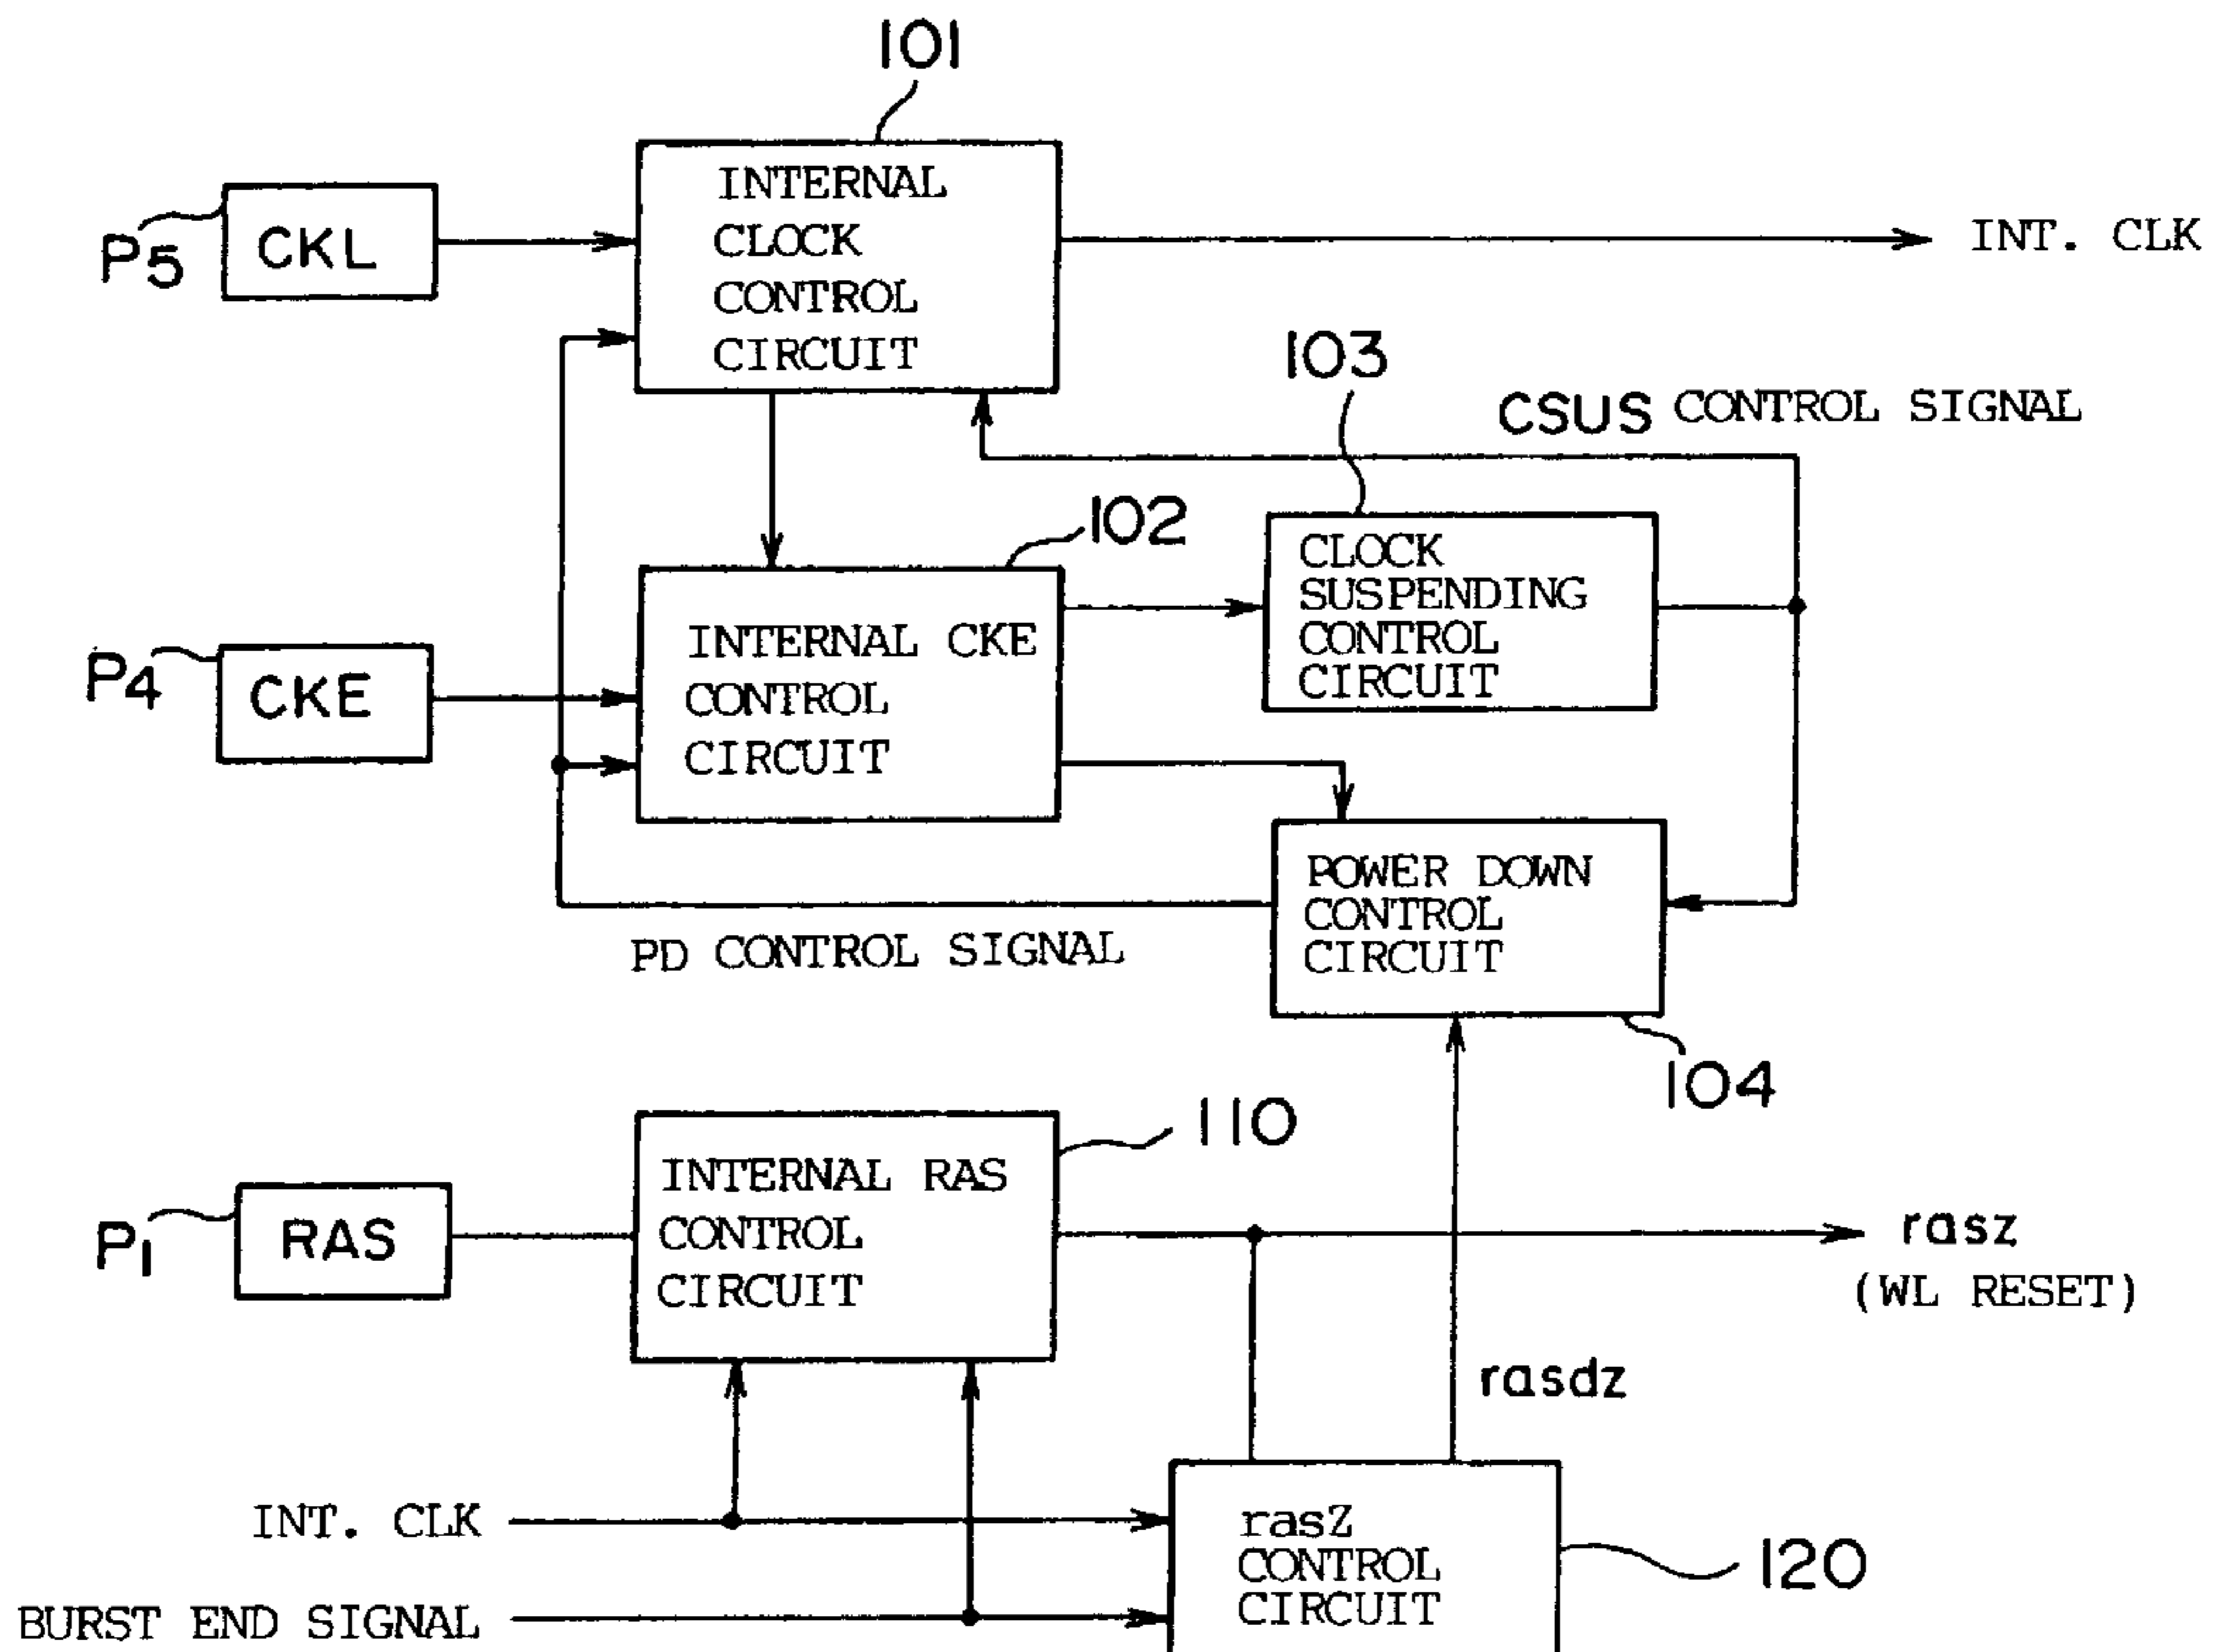 101
INTERNAL
CLOCK
CONTROL
CIRCUIT
P5
CKL
INT. CLK
103
CSUS CONTROL SIGNAL
102
CLOCK
SUSPENDING
CONTROL
CIRCUIT
P4
CKE
INTERNAL CKE
CONTROL
CIRCUIT
POWER DOWN
CONTROL
CIRCUIT
PD CONTROL SIGNAL
104
110
P1
RAS
INTERNAL RAS
CONTROL
CIRCUIT
rasz
(WL RESET)
rasdz
INT. CLK
rasZ
CONTROL
CIRCUIT
120
BURST END SIGNAL